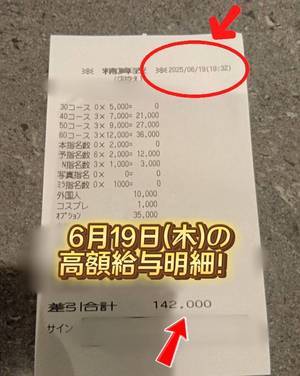 ※ 精算書 ※ 2025/06/19(18:32)
30コース 0× 5,000= 0
40コース 3× 7,000= 21,000
50コース 3× 9,000= 27,000
60コース 3×12,000= 36,000
本指名数 0× 2,000= 0
予指名数 6× 2,000= 12,000
N指名数 3× 1,000= 3,000
写真指名 0× 0= 0
ミラ指名 0× 1000= 0
外国人 10,000
コスプレ 1,000
オプション 35,000
6月19日(木)の
高額給与明細!
差引合計 142,000
サイン